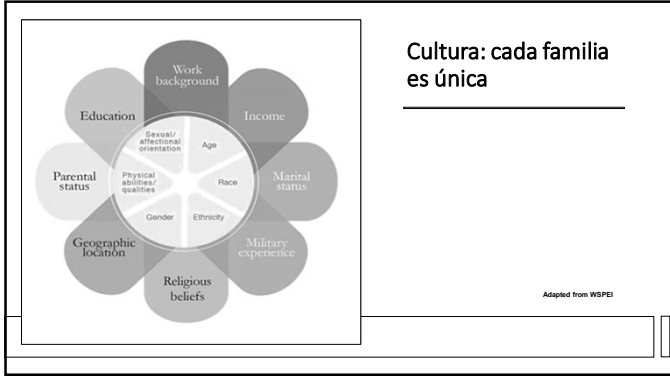 Cultura: cada familia
es única
Work
background
Income
Marital
status
Military
experience
Religious
beliefs
Geographic
location
Parental
status
Education
Sexual/
affectional
orientation
Age
Race
Ethnicity
Gender
Physical
abilities/
qualities
Adapted from WSPEI